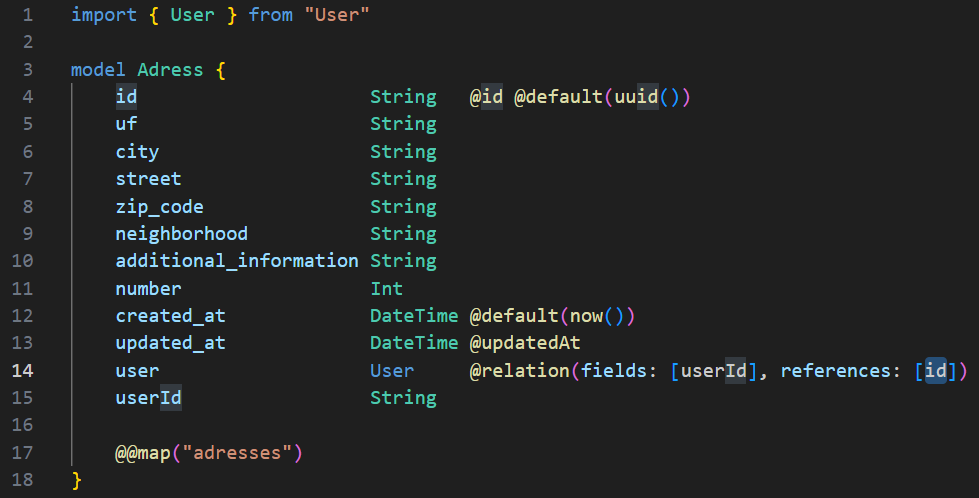 1 import { User } from "User"
2
3 model Adress {
4 id String @id @default(uuid())
5 uf String
6 city String
7 street String
8 zip_code String
9 neighborhood String
10 additional_information String
11 number Int
12 created_at DateTime @default(now())
13 updated_at DateTime @updatedAt
14 user User @relation(fields: [userId], references: [id])
15 userId String
16
17 @@map("adresses")
18 }